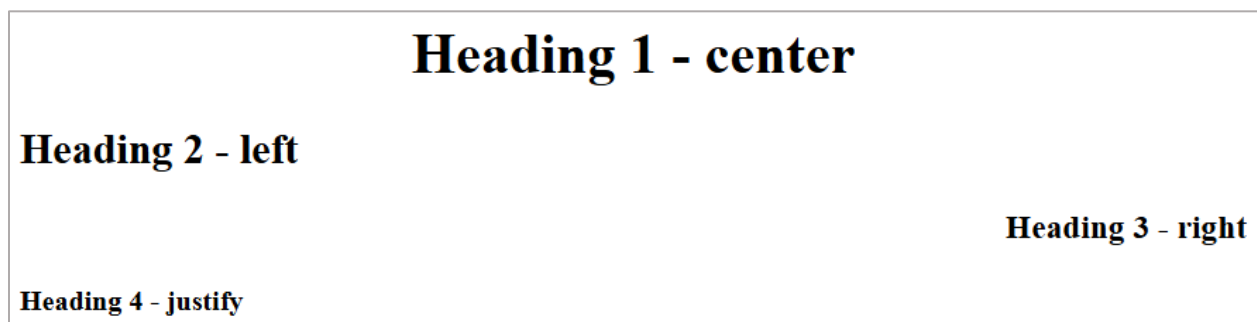 Heading 1 - center
Heading 2 - left
Heading 3 - right
Heading 4 - justify